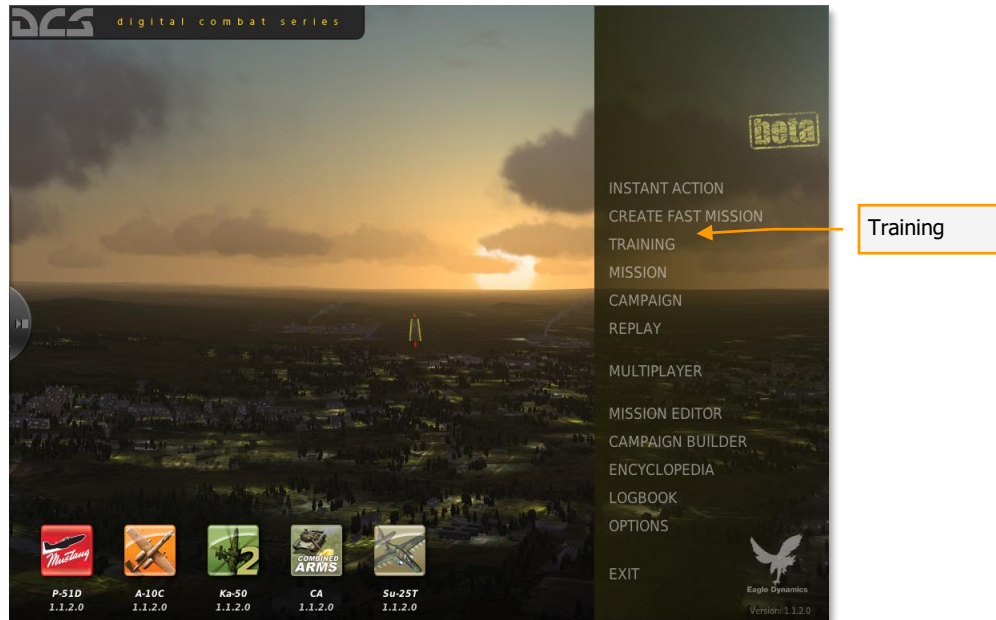 DCS digital combat series
beta
INSTANT ACTION
CREATE FAST MISSION
TRAINING
MISSION
CAMPAIGN
REPLAY
MULTIPLAYER
MISSION EDITOR
CAMPAIGN BUILDER
ENCYCLOPEDIA
LOGBOOK
OPTIONS
EXIT
Training
Mustang
2
COMBINED
ARMS
P-51D
1.1.2.0
A-10C
1.1.2.0
Ka-50
1.1.2.0
CA
1.1.2.0
Su-25T
1.1.2.0
Eagle Dynamics
Version: 1.1.2.0